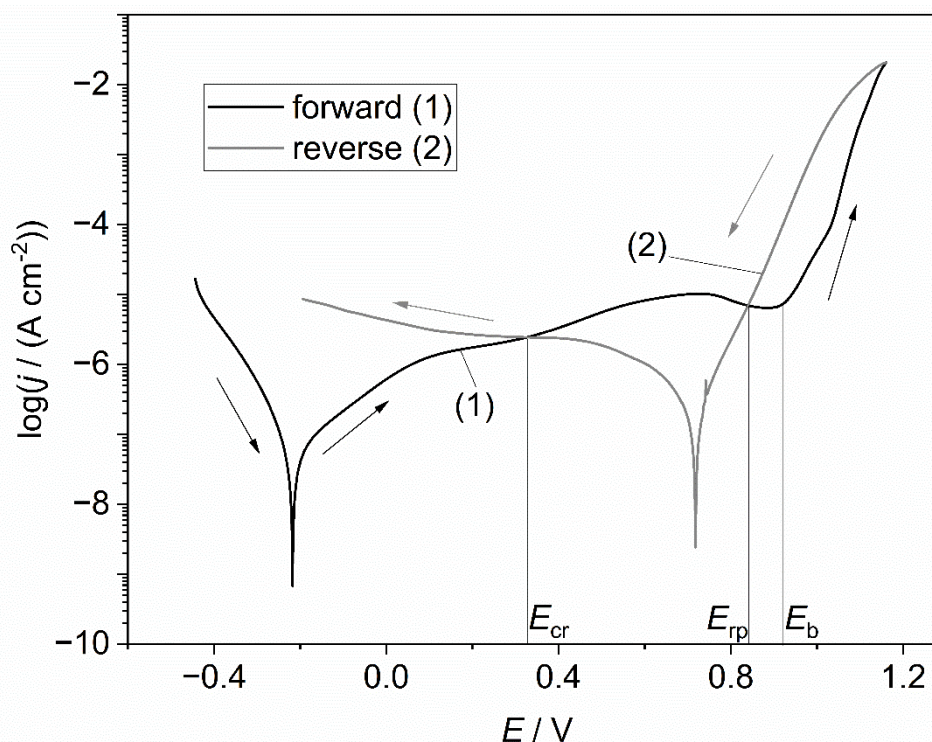 −2
forward (1)
reverse (2)
−4
(2)
log(j / (A cm⁻²))
−6
(1)
−8
E_cr
E_rp
E_b
−10
−0.4
0.0
0.4
0.8
1.2
E / V